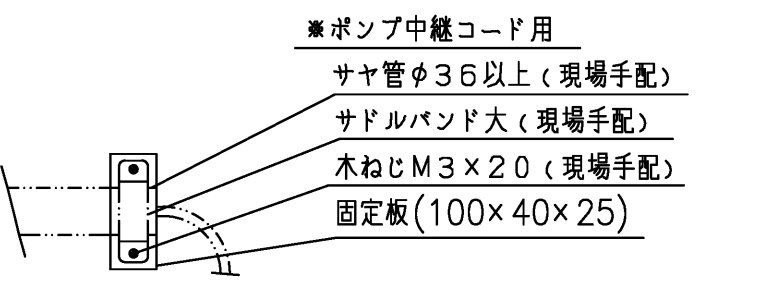 ※ポンプ中継コード用
サヤ管φ36以上(現場手配)
サドルバンド大(現場手配)
木ねじM3×20(現場手配)
固定板(100×40×25)